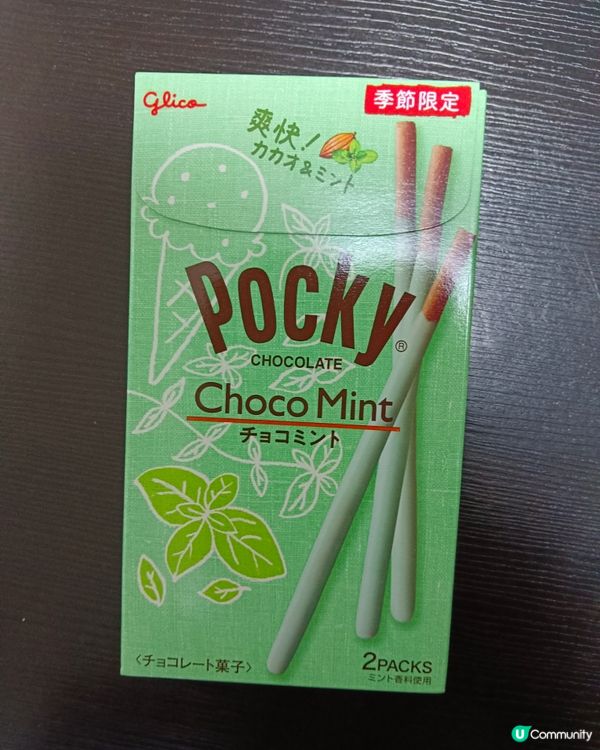 Glico
季節限定
爽快!
カカオ&ミント
POCKY®
CHOCOLATE
Choco Mint
チョコミント
〈チョコレート菓子〉
2PACKS
ミント香料使用
U Community